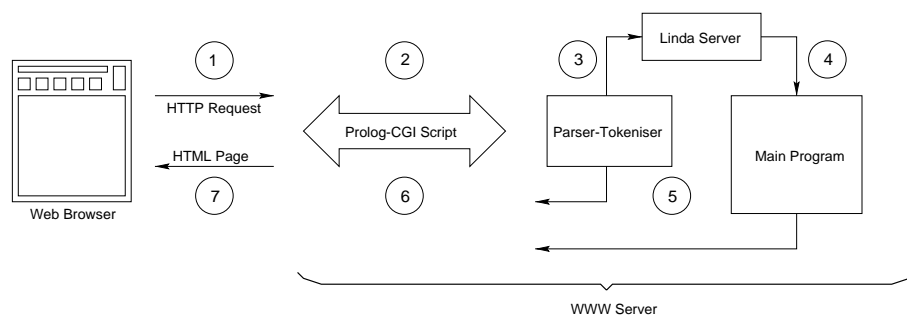 Linda Server
1
2
3
4
HTTP Request
Prolog-CGI Script
Parser-Tokeniser
Main Program
HTML Page
7
6
5
Web Browser
WWW Server